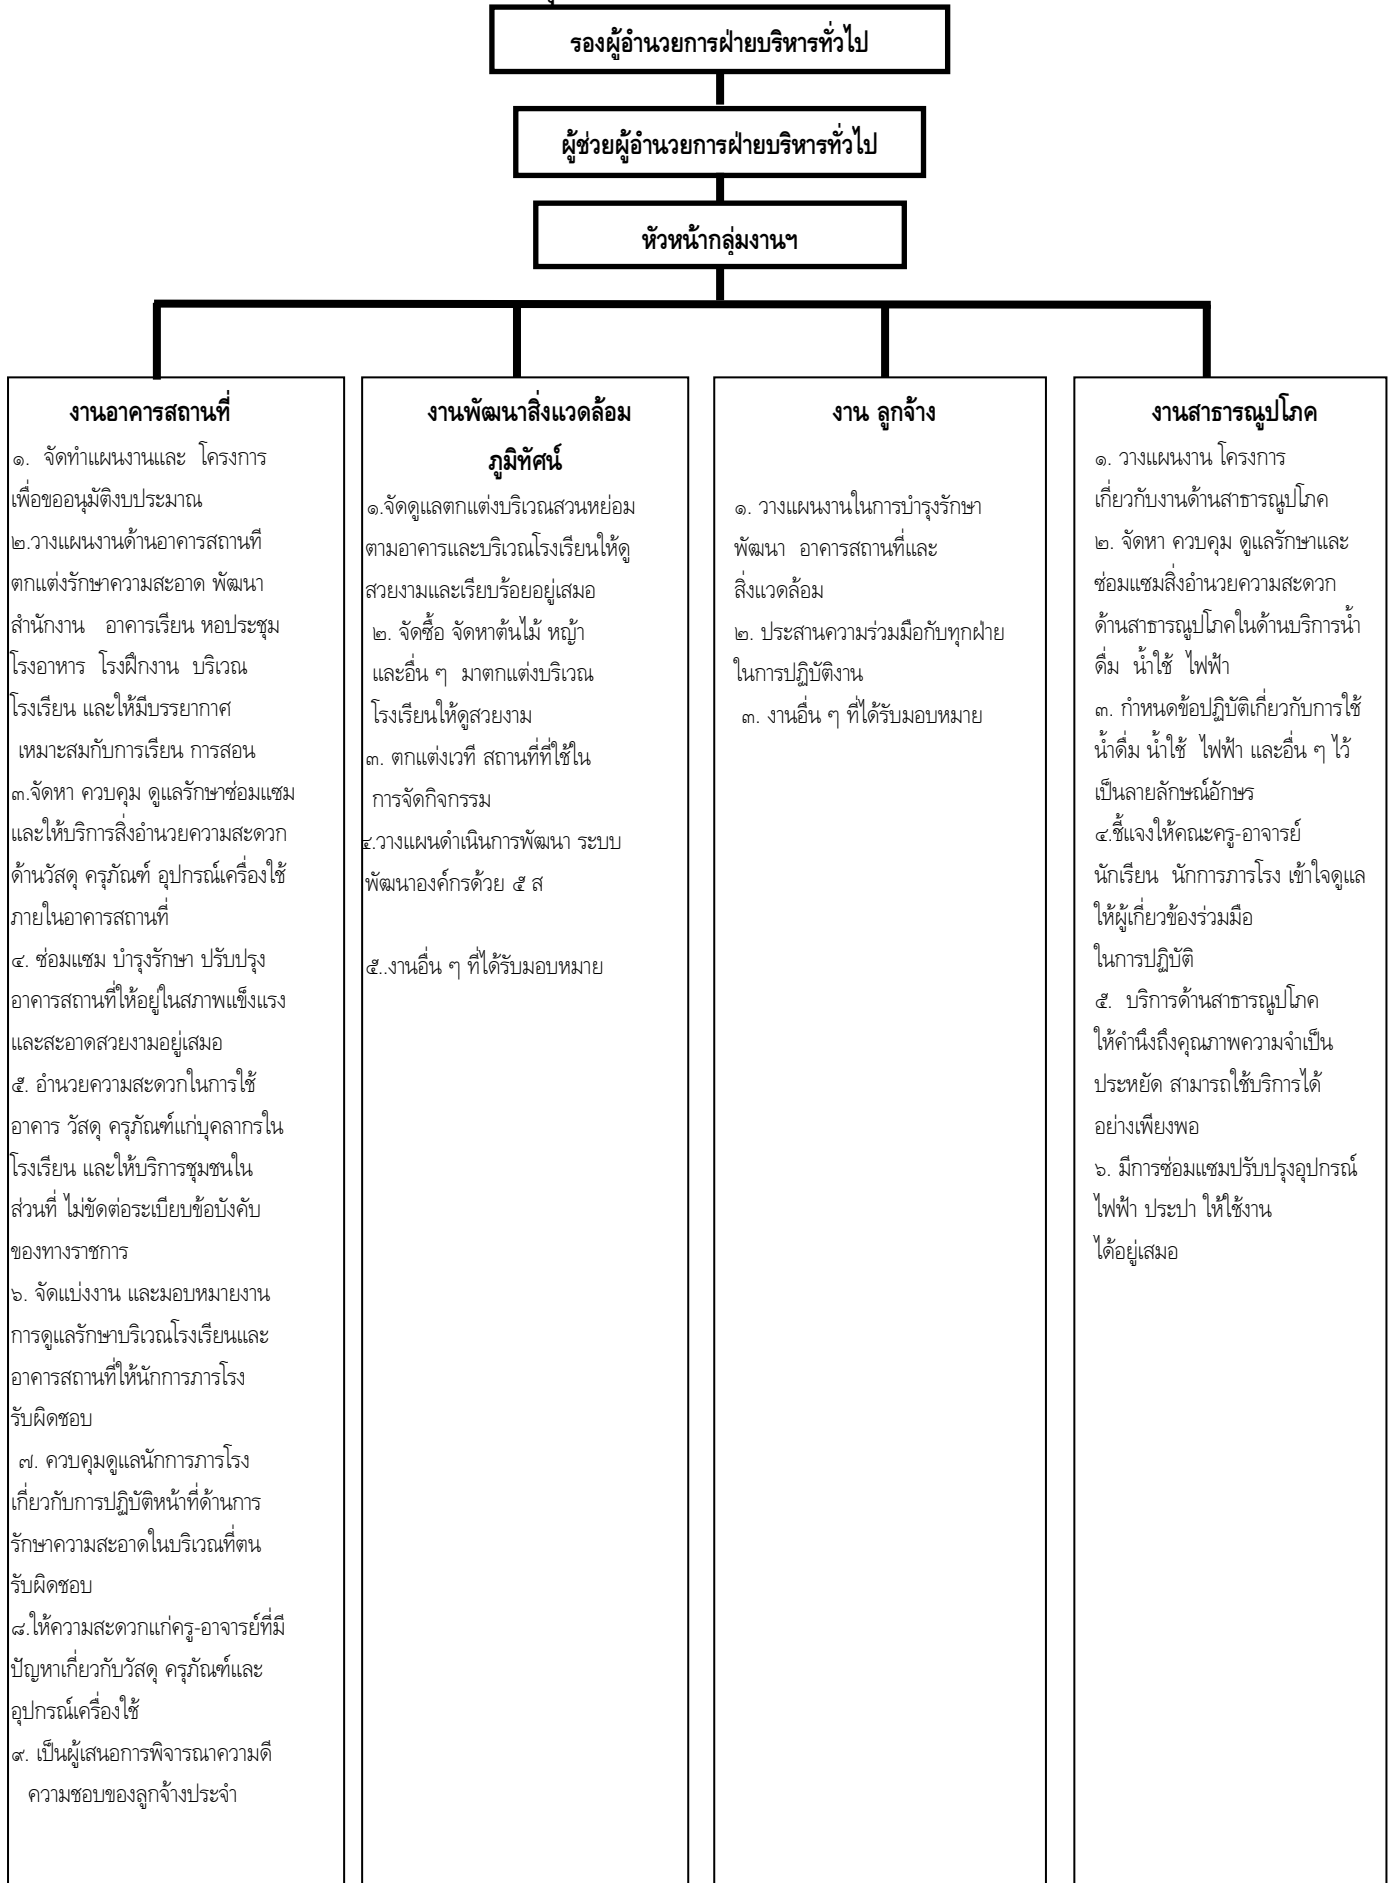 รองผู้อำนวยการฝ่ายบริหารทั่วไป
ผู้ช่วยผู้อำนวยการฝ่ายบริหารทั่วไป
หัวหน้ากลุ่มงานฯ
งานอาคารสถานที่
๑. จัดทำแผนงานและ โครงการ
เพื่อขออนุมัติงบประมาณ
๒.วางแผนงานด้านอาคารสถานที่
ตกแต่งรักษาความสะอาด พัฒนา
สำนักงาน อาคารเรียน หอประชุม
โรงอาหาร โรงฝึกงาน บริเวณ
โรงเรียน และให้มีบรรยากาศ
เหมาะสมกับการเรียน การสอน
๓.จัดหา ควบคุม ดูแลรักษาซ่อมแซม
และให้บริการสิ่งอำนวยความสะดวก
ด้านวัสดุ ครุภัณฑ์ อุปกรณ์เครื่องใช้
ภายในอาคารสถานที่
๔. ซ่อมแซม บำรุงรักษา ปรับปรุง
อาคารสถานที่ให้อยู่ในสภาพแข็งแรง
และสะอาดสวยงามอยู่เสมอ
๕. อำนวยความสะดวกในการใช้
อาคาร วัสดุ ครุภัณฑ์แก่บุคลากรใน
โรงเรียน และให้บริการชุมชนใน
ส่วนที่ ไม่ขัดต่อระเบียบข้อบังคับ
ของทางราชการ
๖. จัดแบ่งงาน และมอบหมายงาน
การดูแลรักษาบริเวณโรงเรียนและ
อาคารสถานที่ให้นักการภารโรง
รับผิดชอบ
๗. ควบคุมดูแลนักการภารโรง
เกี่ยวกับการปฏิบัติหน้าที่ด้านการ
รักษาความสะอาดในบริเวณที่ตน
รับผิดชอบ
๘.ให้ความสะดวกแก่ครู-อาจารย์ที่มี
ปัญหาเกี่ยวกับวัสดุ ครุภัณฑ์และ
อุปกรณ์เครื่องใช้
๙. เป็นผู้เสนอการพิจารณาความดี
ความชอบของลูกจ้างประจำ
งานพัฒนาสิ่งแวดล้อม
ภูมิทัศน์
๑.จัดดูแลตกแต่งบริเวณสวนหย่อม
ตามอาคารและบริเวณโรงเรียนให้ดู
สวยงามและเรียบร้อยอยู่เสมอ
๒. จัดซื้อ จัดหาต้นไม้ หญ้า
และอื่น ๆ มาตกแต่งบริเวณ
โรงเรียนให้ดูสวยงาม
๓. ตกแต่งเวที สถานที่ที่ใช้ใน
การจัดกิจกรรม
๔.วางแผนดำเนินการพัฒนา ระบบ
พัฒนาองค์กรด้วย ๕ ส
๕..งานอื่น ๆ ที่ได้รับมอบหมาย
งาน ลูกจ้าง
๑. วางแผนงานในการบำรุงรักษา
พัฒนา อาคารสถานที่และ
สิ่งแวดล้อม
๒. ประสานความร่วมมือกับทุกฝ่าย
ในการปฏิบัติงาน
๓. งานอื่น ๆ ที่ได้รับมอบหมาย
งานสาธารณูปโภค
๑. วางแผนงาน โครงการ
เกี่ยวกับงานด้านสาธารณูปโภค
๒. จัดหา ควบคุม ดูแลรักษาและ
ซ่อมแซมสิ่งอำนวยความสะดวก
ด้านสาธารณูปโภคในด้านบริการน้ำ
ดื่ม น้ำใช้ ไฟฟ้า
๓. กำหนดข้อปฏิบัติเกี่ยวกับการใช้
น้ำดื่ม น้ำใช้ ไฟฟ้า และอื่น ๆ ไว้
เป็นลายลักษณ์อักษร
๔.ชี้แจงให้คณะครู-อาจารย์
นักเรียน นักการภารโรง เข้าใจดูแล
ให้ผู้เกี่ยวข้องร่วมมือ
ในการปฏิบัติ
๕. บริการด้านสาธารณูปโภค
ให้คำนึงถึงคุณภาพความจำเป็น
ประหยัด สามารถใช้บริการได้
อย่างเพียงพอ
๖. มีการซ่อมแซมปรับปรุงอุปกรณ์
ไฟฟ้า ประปา ให้ใช้งาน
ได้อยู่เสมอ